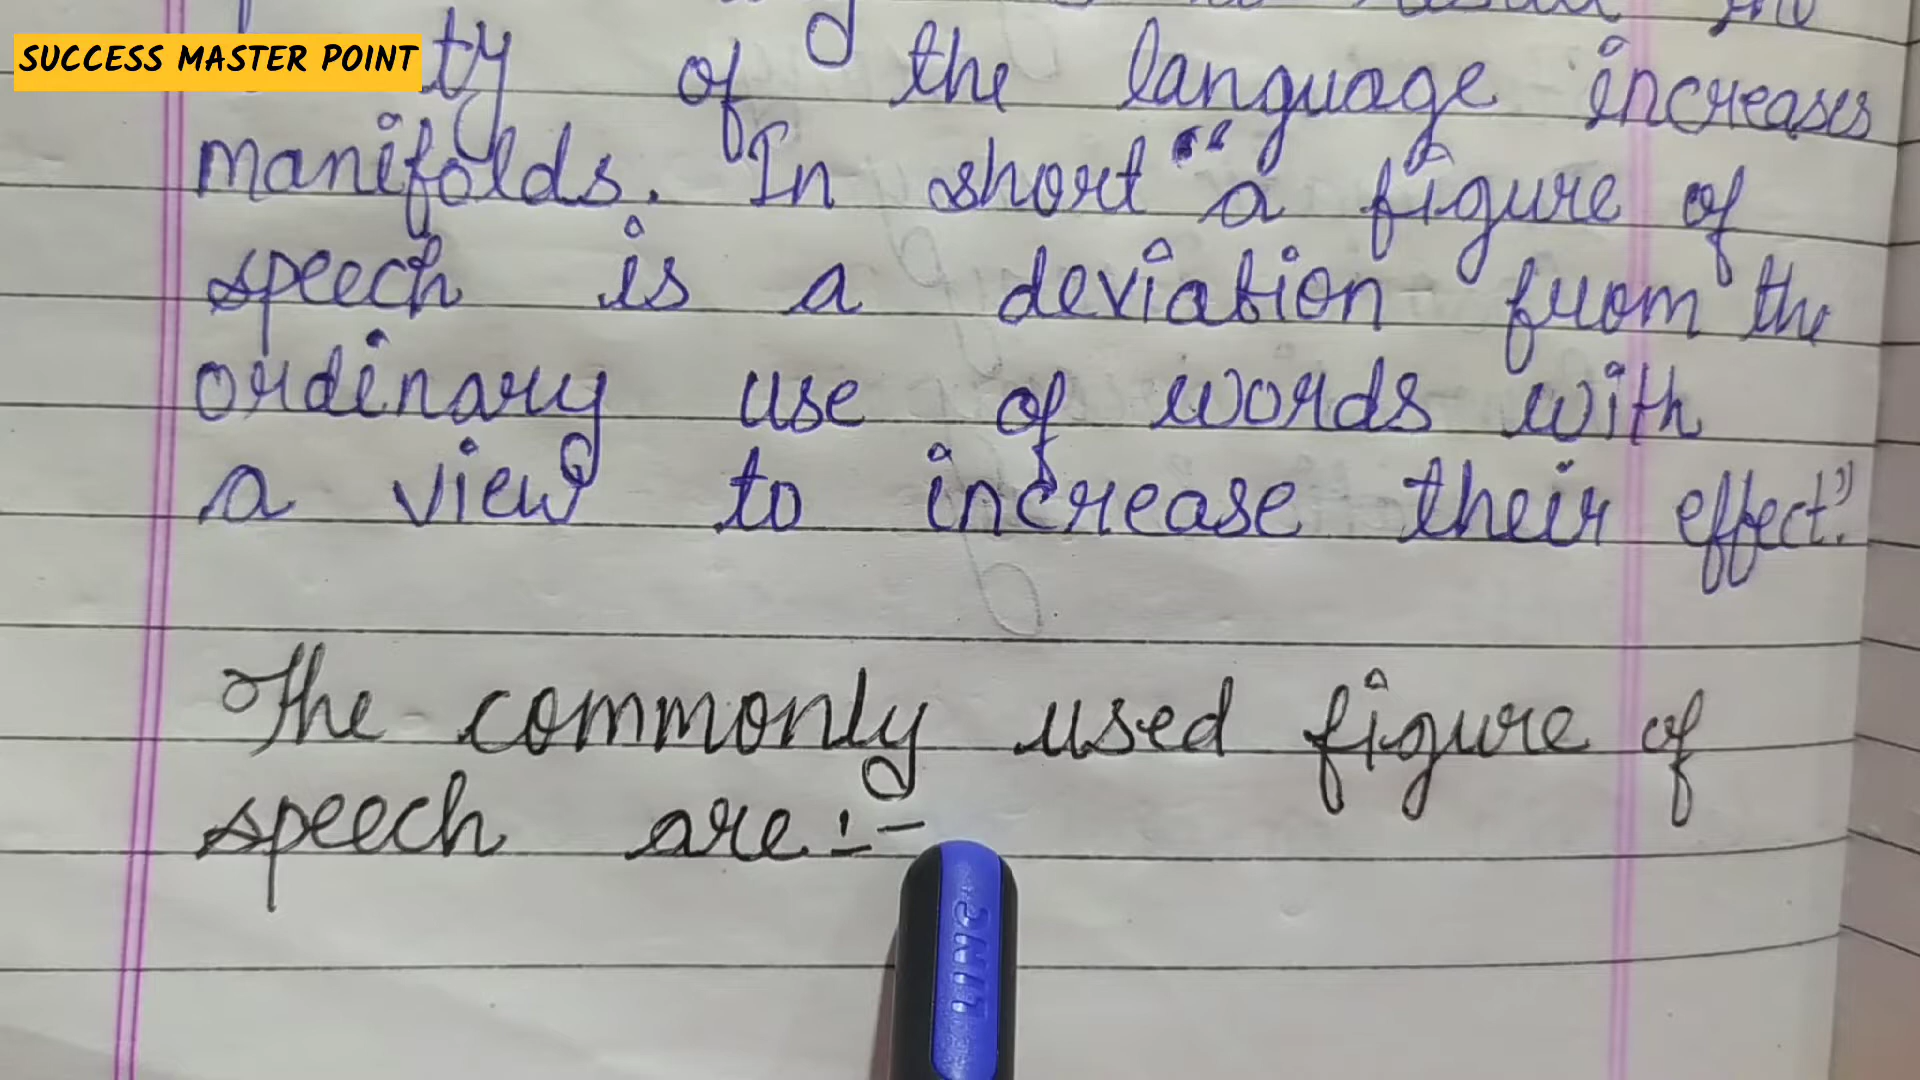 SUCCESS MASTER POINT
the
of the language increases
manifolds. In short "a figure of
speech is a deviation from the
ordinary use of words with
a view to increase their effect."
The commonly used figure of
speech are :-
LINC